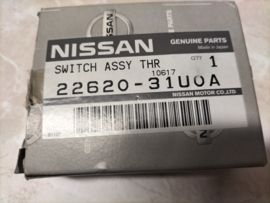 NISSAN
GENUINE PARTS
Made in Japan
SWITCH ASSY THR
QTY 1
10617
22620-31U0A
NISSAN MOTOR CO.,LTD